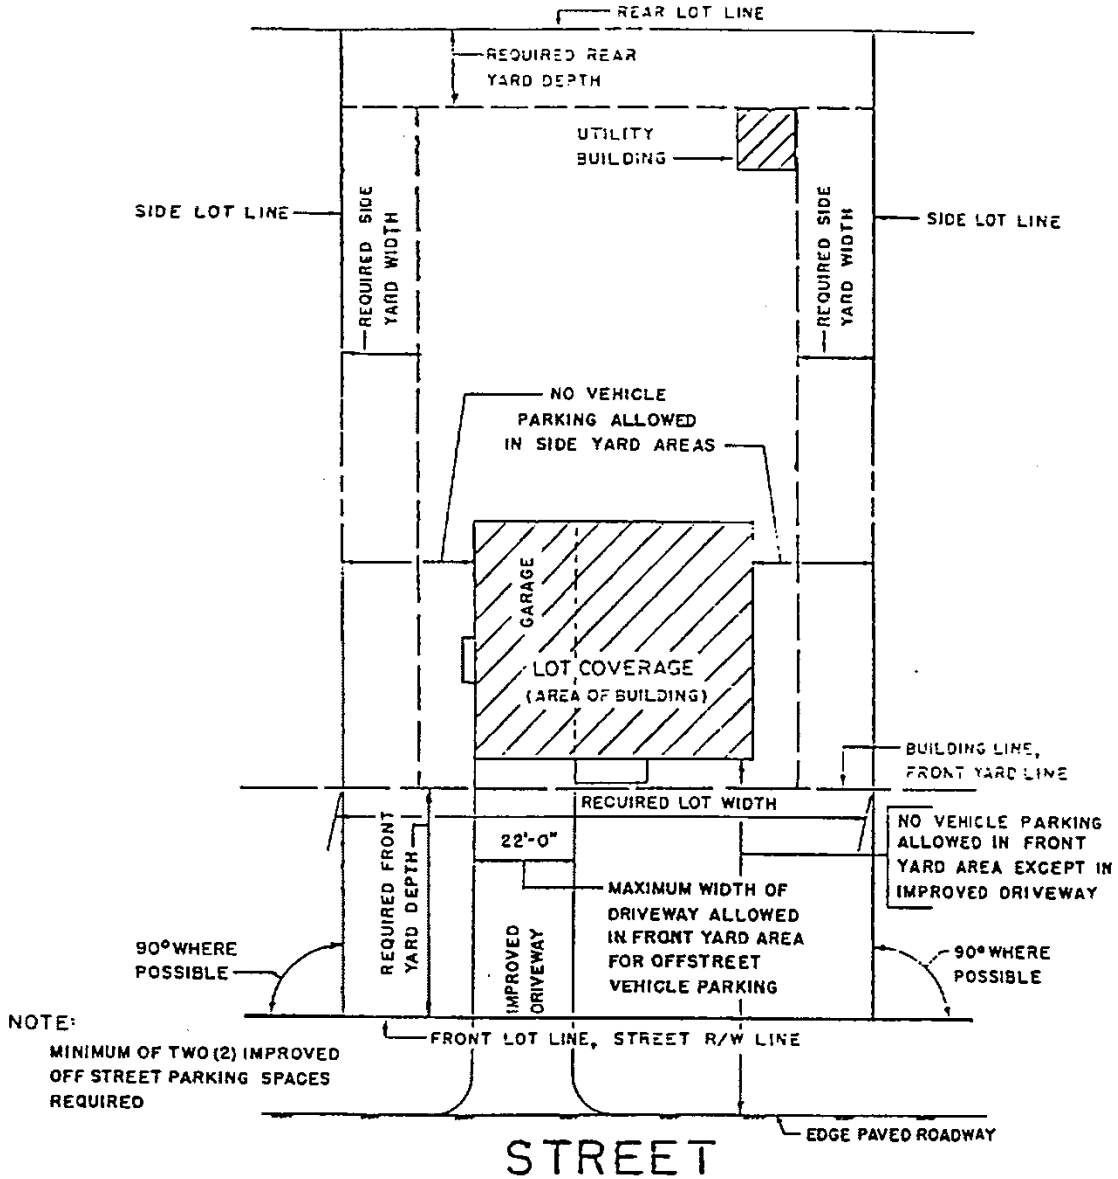 REAR LOT LINE
REQUIRED REAR
YARD DEPTH
UTILITY
BUILDING
SIDE LOT LINE
SIDE LOT LINE
REQUIRED SIDE
YARD WIDTH
REQUIRED SIDE
YARD WIDTH
NO VEHICLE
PARKING ALLOWED
IN SIDE YARD AREAS
GARAGE
LOT COVERAGE
(AREA OF BUILDING)
BUILDING LINE,
FRONT YARD LINE
REQUIRED LOT WIDTH
NO VEHICLE PARKING
ALLOWED IN FRONT
YARD AREA EXCEPT IN
IMPROVED DRIVEWAY
REQUIRED FRONT
YARD DEPTH
22'-0"
MAXIMUM WIDTH OF
DRIVEWAY ALLOWED
IN FRONT YARD AREA
FOR OFFSTREET
VEHICLE PARKING
IMPROVED
DRIVEWAY
90° WHERE
POSSIBLE
90° WHERE
POSSIBLE
NOTE:
MINIMUM OF TWO (2) IMPROVED
OFF STREET PARKING SPACES
REQUIRED
FRONT LOT LINE, STREET R/W LINE
EDGE PAVED ROADWAY
STREET